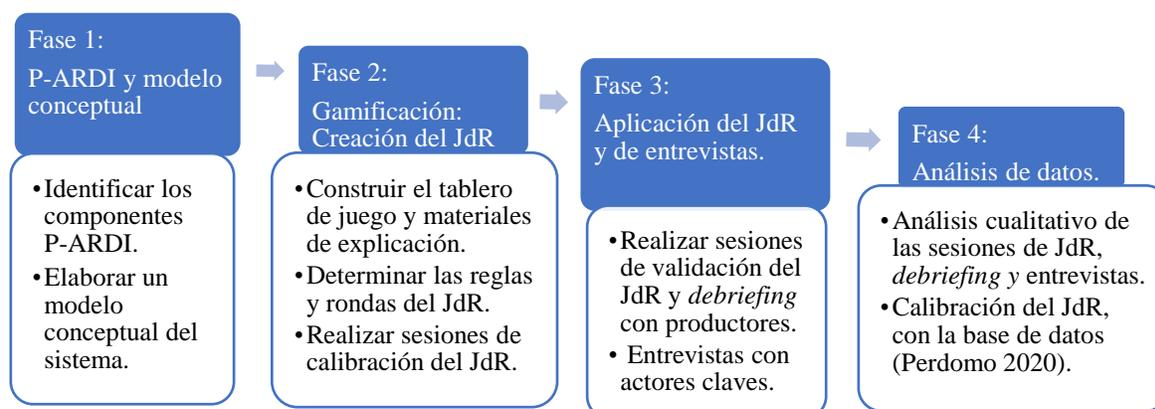 Fase 1:
P-ARDI y modelo
conceptual
•Identificar los
componentes
P-ARDI.
•Elaborar un
modelo
conceptual del
sistema.
Fase 2:
Gamificación:
Creación del JdR
•Construir el tablero
de juego y materiales
de explicación.
•Determinar las reglas
y rondas del JdR.
•Realizar sesiones de
calibración del JdR.
Fase 3:
Aplicación del JdR
y de entrevistas.
•Realizar sesiones
de validación del
JdR y debriefing
con productores.
• Entrevistas con
actores claves.
Fase 4:
Análisis de datos.
•Análisis cualitativo de
las sesiones de JdR,
debriefing y entrevistas.
•Calibración del JdR,
con la base de datos
(Perdomo 2020).